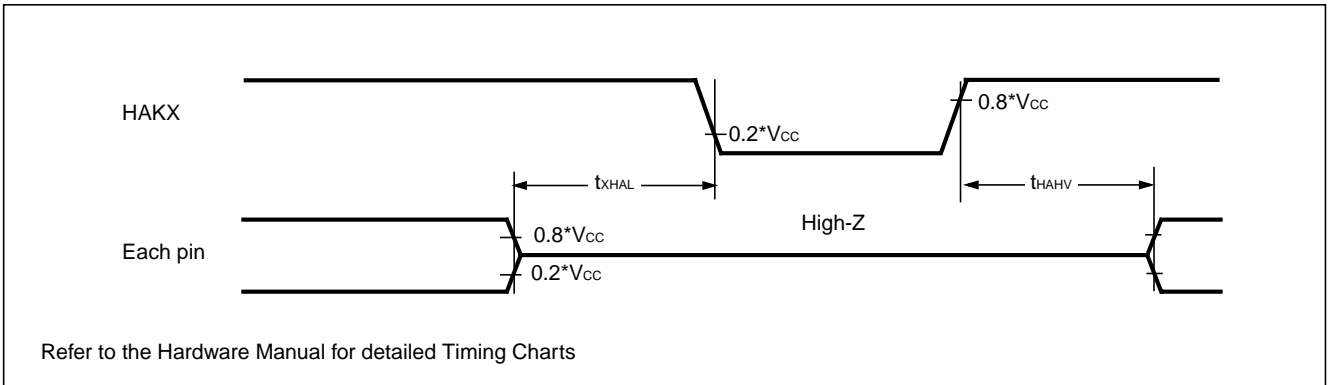 HAKX
0.8*VCC
0.2*VCC
tXHAL
tHAHV
High-Z
Each pin
0.8*VCC
0.2*VCC
Refer to the Hardware Manual for detailed Timing Charts